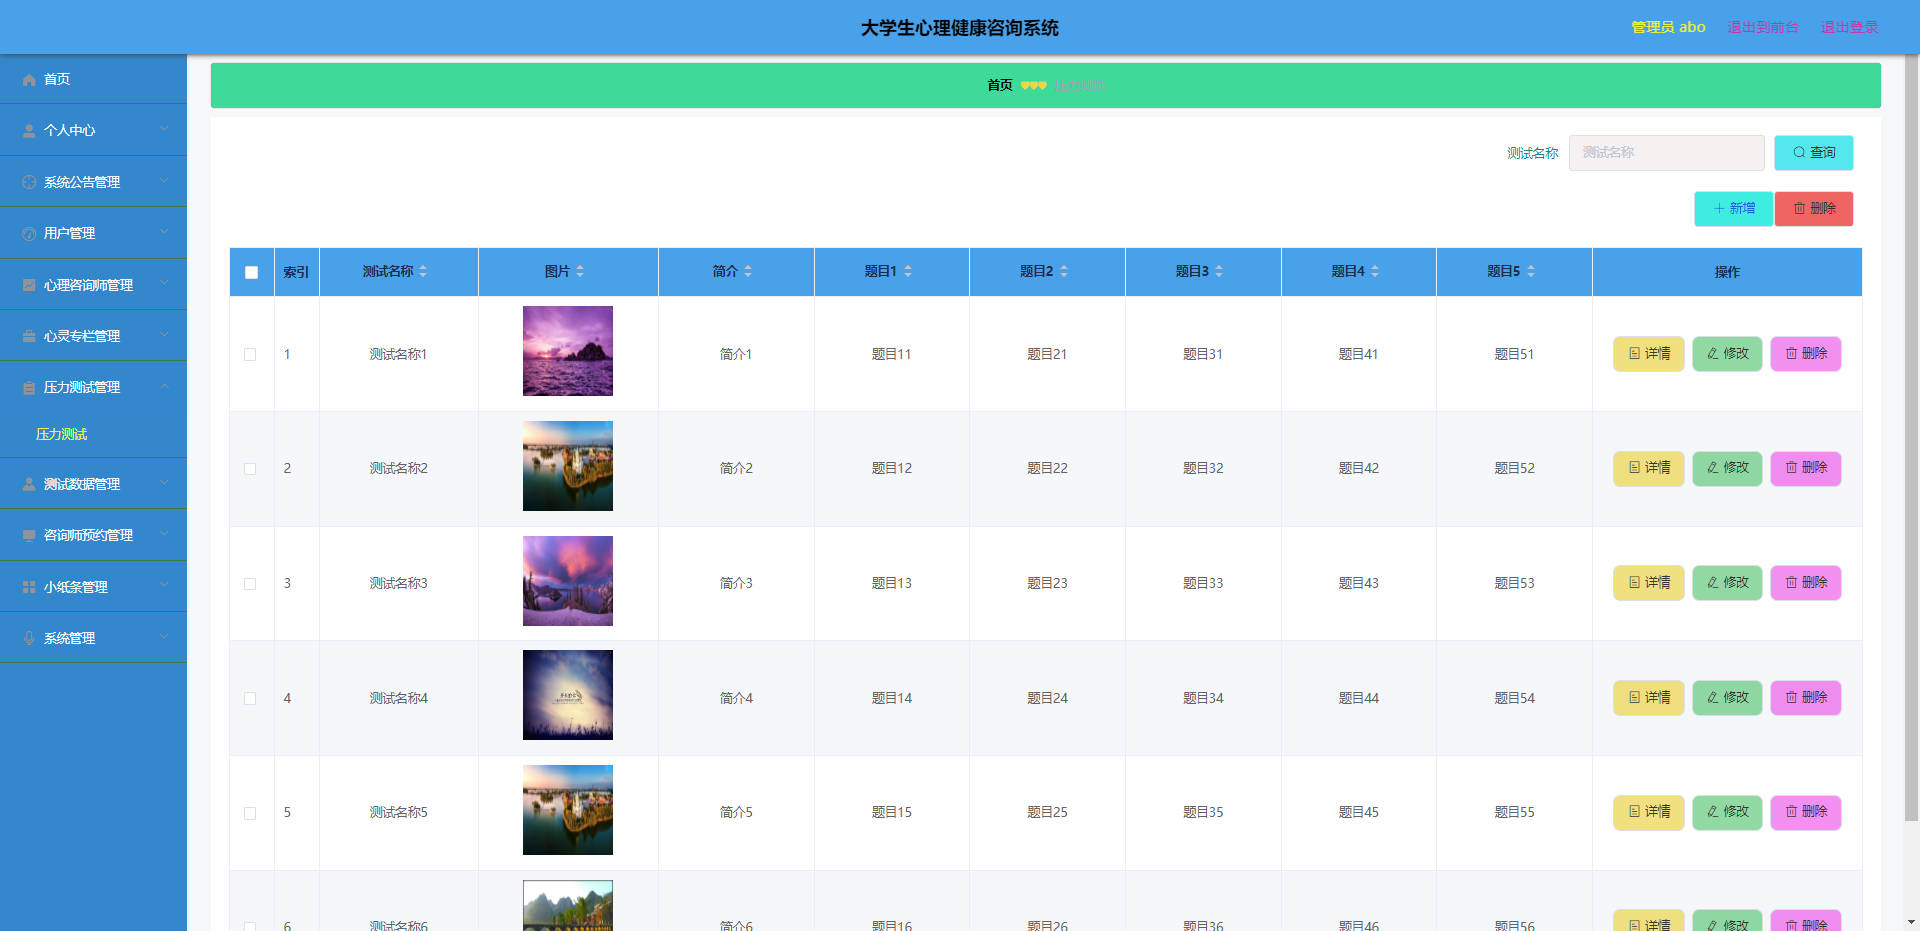 大学生心理健康咨询系统
管理员 abo 退出到前台 退出登录
首页
个人中心
系统公告管理
用户管理
心理咨询师管理
心灵专栏管理
压力测试管理
压力测试
测试数据管理
咨询师预约管理
小纸条管理
系统管理
首页 压力测试
测试名称 测试名称 查询
新增 删除
索引 测试名称 图片 简介 题目1 题目2 题目3 题目4 题目5 操作
1 测试名称1 简介1 题目11 题目21 题目31 题目41 题目51 详情 修改 删除
2 测试名称2 简介2 题目12 题目22 题目32 题目42 题目52 详情 修改 删除
3 测试名称3 简介3 题目13 题目23 题目33 题目43 题目53 详情 修改 删除
4 测试名称4 简介4 题目14 题目24 题目34 题目44 题目54 详情 修改 删除
5 测试名称5 简介5 题目15 题目25 题目35 题目45 题目55 详情 修改 删除
6 测试名称6 简介6 题目16 题目26 题目36 题目46 题目56 详情 修改 删除